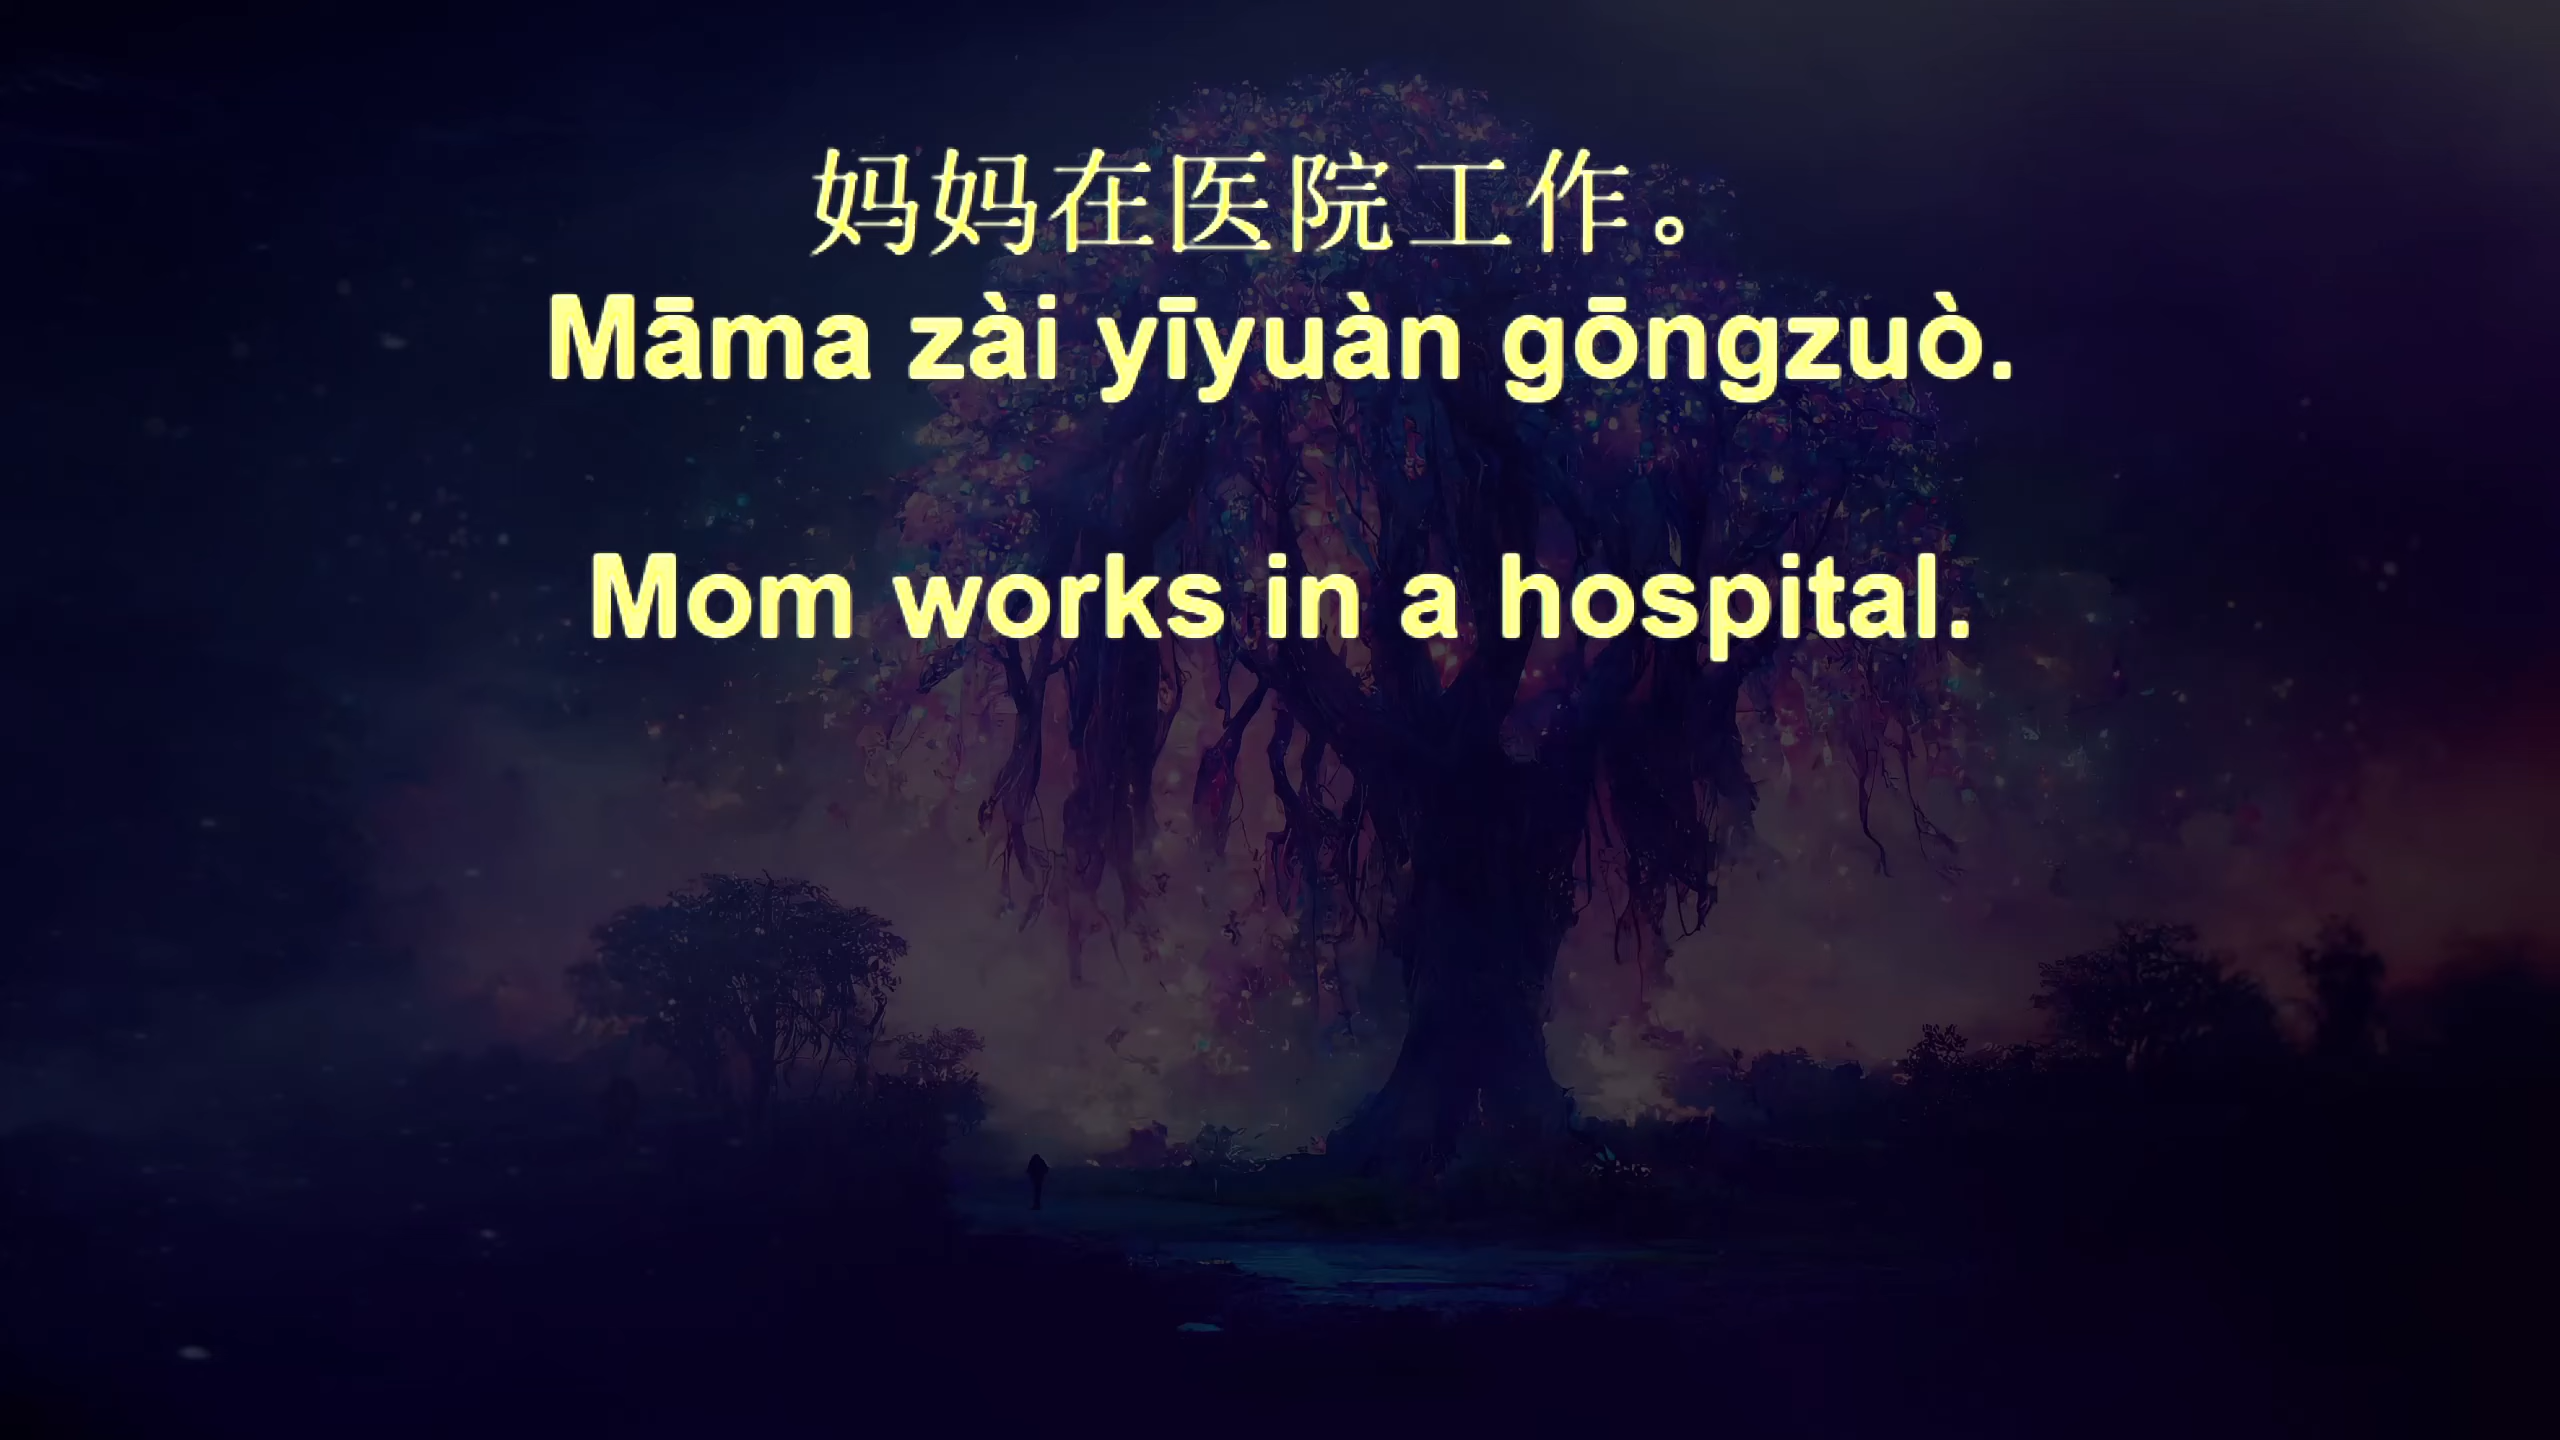 妈妈在医院工作。
Māma zài yīyuàn gōngzuò.
Mom works in a hospital.